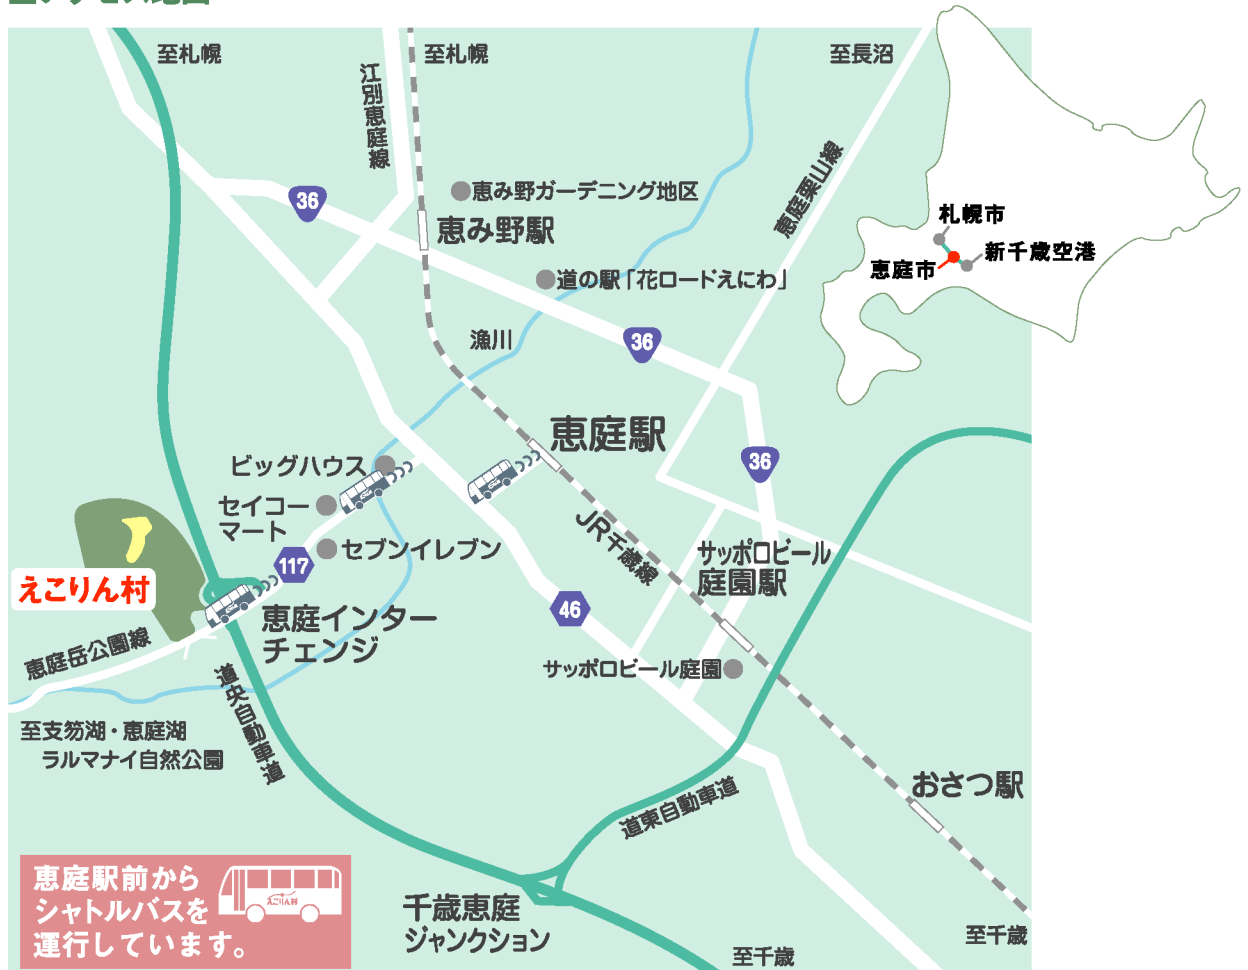 至札幌
至札幌
至長沼
江別恵庭線
恵庭栗山線
36
恵み野ガーデニング地区
恵み野駅
札幌市
新千歳空港
恵庭市
道の駅「花ロードえにわ」
漁川
36
恵庭駅
36
ビッグハウス
セイコー
マート
セブンイレブン
117
JR千歳線
サッポロビール
庭園駅
えこりん村
恵庭インター
チェンジ
46
恵庭岳公園線
サッポロビール庭園
道央自動車道
至支笏湖・恵庭湖
ラルマナイ自然公園
おさつ駅
道東自動車道
恵庭駅前から
シャトルバスを
運行しています。
えこりん村
千歳恵庭
ジャンクション
至千歳
至千歳